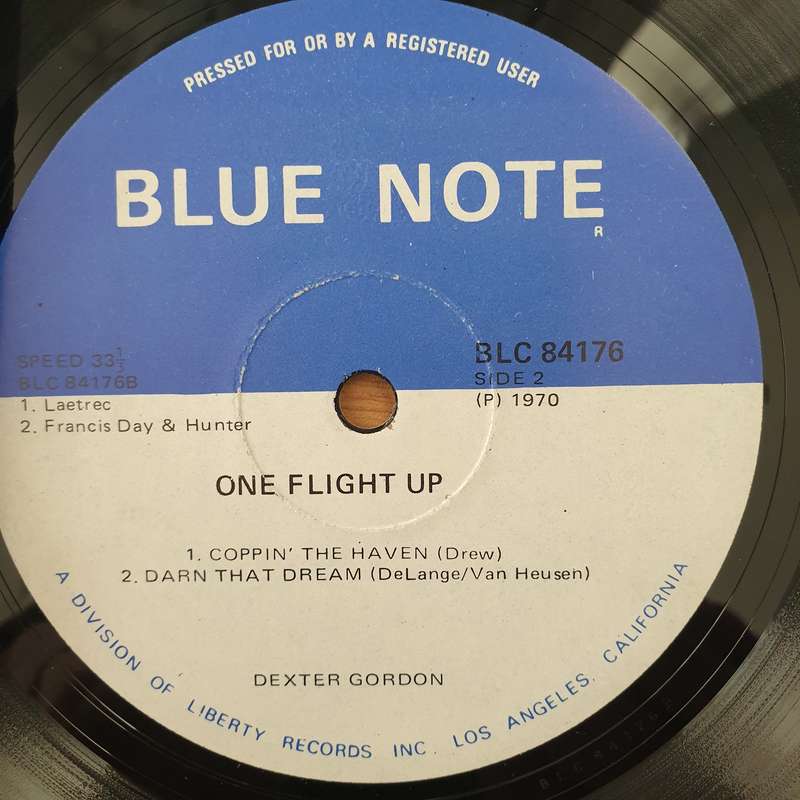 PRESSED FOR OR BY A REGISTERED USER
BLUE NOTE
R
SPEED 33⅓
BLC 84176B
1. Laetrec
2. Francis Day & Hunter
BLC 84176
SIDE 2
(P) 1970
ONE FLIGHT UP
1. COPPIN' THE HAVEN (Drew)
2. DARN THAT DREAM (DeLange/Van Heusen)
DEXTER GORDON
A DIVISION OF LIBERTY RECORDS INC. LOS ANGELES, CALIFORNIA
BLC 84176B